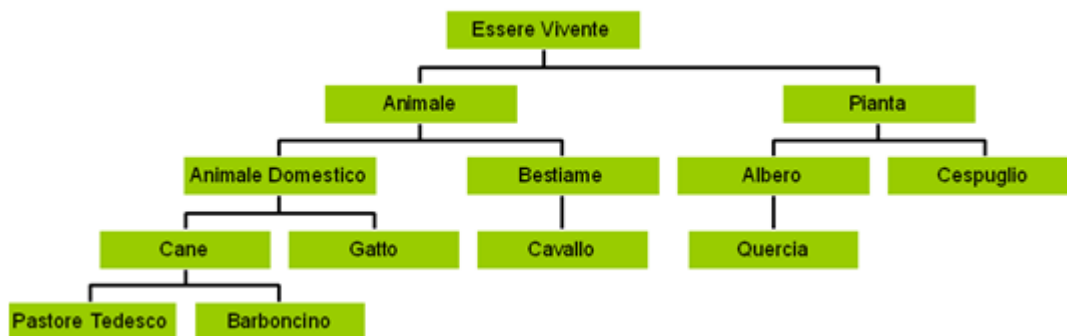 Essere Vivente
Animale
Pianta
Animale Domestico
Bestiame
Albero
Cespuglio
Cane
Gatto
Cavallo
Quercia
Pastore Tedesco
Barboncino